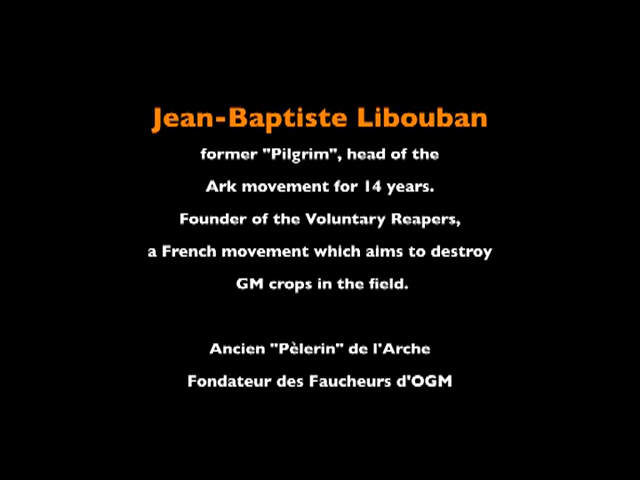 Jean-Baptiste Libouban
former "Pilgrim", head of the
Ark movement for 14 years.
Founder of the Voluntary Reapers,
a French movement which aims to destroy
GM crops in the field.
Ancien "Pèlerin" de l'Arche
Fondateur des Faucheurs d'OGM